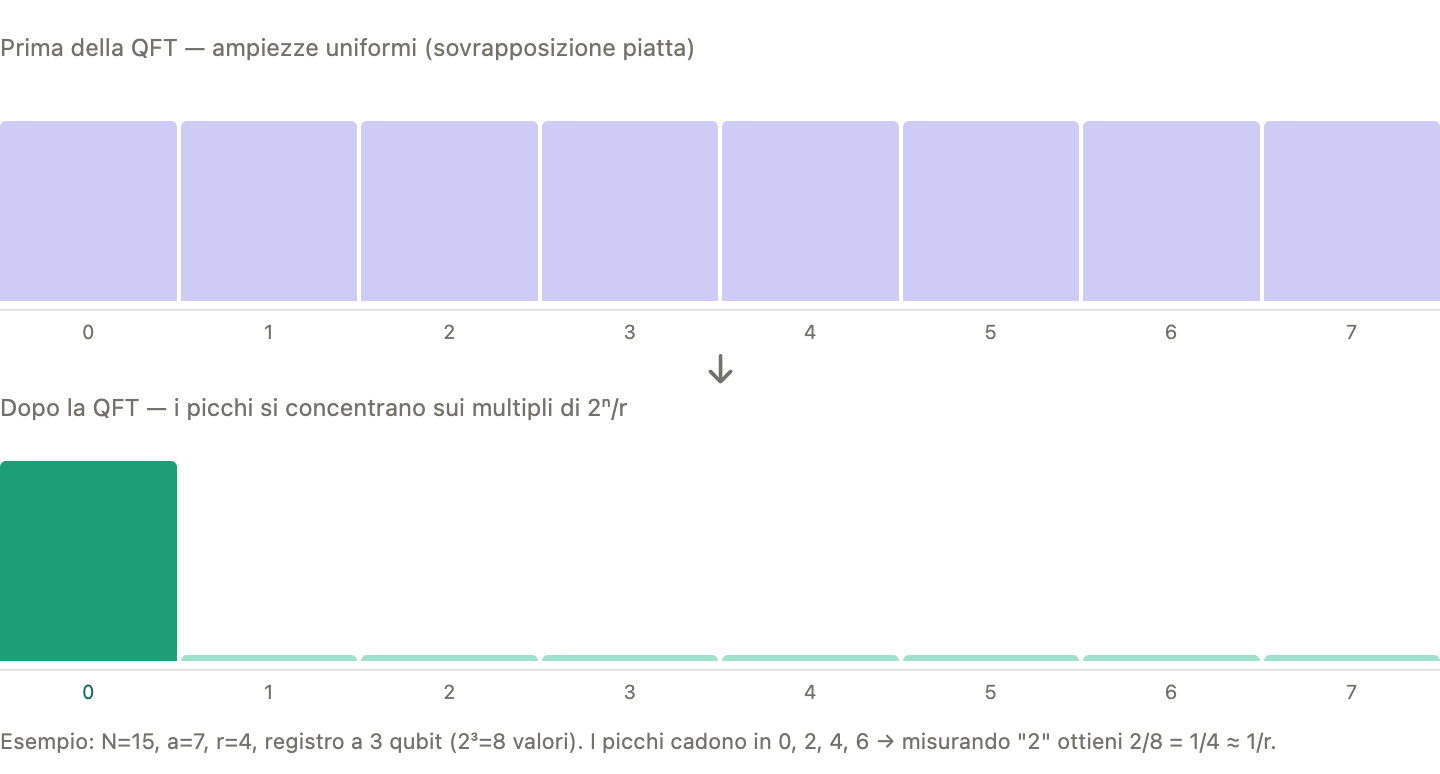 Prima della QFT — ampiezze uniformi (sovrapposizione piatta)
0 1 2 3 4 5 6 7
Dopo la QFT — i picchi si concentrano sui multipli di 2ⁿ/r
0 1 2 3 4 5 6 7
Esempio: N=15, a=7, r=4, registro a 3 qubit (2³=8 valori). I picchi cadono in 0, 2, 4, 6 → misurando "2" ottieni 2/8 = 1/4 ≈ 1/r.